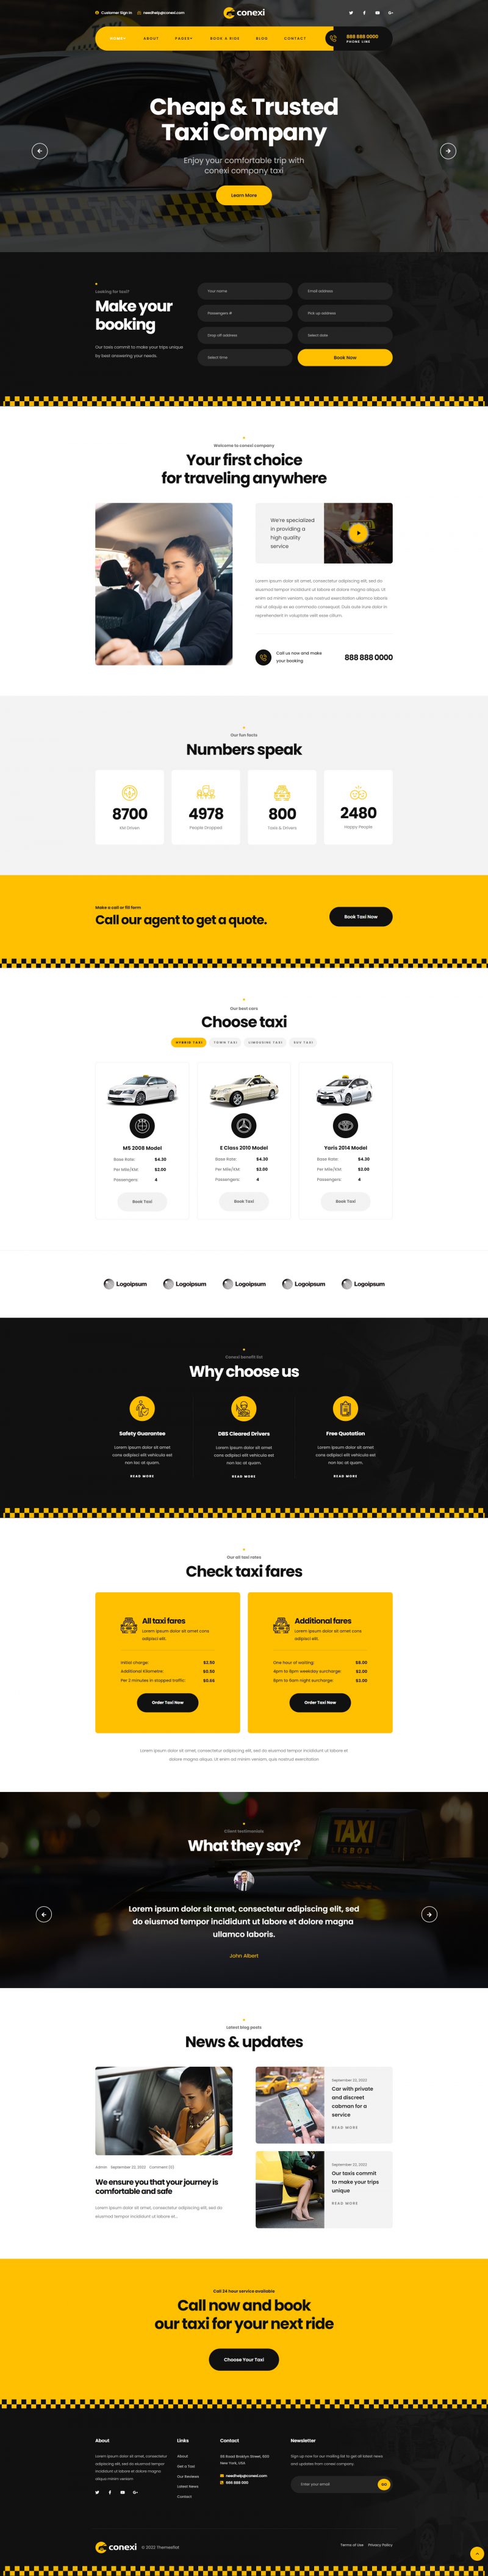 Customer Sign In
needhelp@conexi.com
conexi
HOME
ABOUT
PAGES
BOOK A RIDE
BLOG
CONTACT
888 888 0000
PHONE LINE
Cheap & Trusted
Taxi Company
Enjoy your comfortable trip with
conexi company taxi
Learn More
Looking for taxi?
Make your
booking
Our taxis commit to make your trips unique
by best answering your needs.
Your name
Email address
Passengers #
Pick up address
Drop off address
Select date
Select time
Book Now
Welcome to conexi company
Your first choice
for traveling anywhere
We're specialized
in providing a
high quality
service
Lorem ipsum dolor sit amet, consectetur adipiscing elit, sed do
eiusmod tempor incididunt ut labore et dolore magna aliqua. Ut
enim ad minim veniam, quis nostrud exercitation ullamco laboris
nisi ut aliquip ex ea commodo consequat. Duis aute irure dolor in
reprehenderit in voluptate velit esse cillum.
Call us now and make
your booking
888 888 0000
Our fun facts
Numbers speak
8700
KM Driven
4978
People Dropped
800
Taxis & Drivers
2480
Happy People
Make a call or fill form
Call our agent to get a quote.
Book Taxi Now
Our best cars
Choose taxi
HYBRID TAXI
TOWN TAXI
LIMOUSINE TAXI
SUV TAXI
M5 2008 Model
Base Rate: $4.30
Per Mile/KM: $2.00
Passengers: 4
Book Taxi
E Class 2010 Model
Base Rate: $4.30
Per Mile/KM: $3.00
Passengers: 4
Book Taxi
Yaris 2014 Model
Base Rate: $4.30
Per Mile/KM: $3.00
Passengers: 4
Book Taxi
Logoipsum
Logoipsum
Logoipsum
Logoipsum
Logoipsum
Conexi benefit list
Why choose us
Safety Guarantee
Lorem ipsum dolor sit amet
cons adipisci elit vehicula est
non lac at quam.
READ MORE
DBS Cleared Drivers
Lorem ipsum dolor sit amet
cons adipisci elit vehicula est
non lac at quam.
READ MORE
Free Quotation
Lorem ipsum dolor sit amet
cons adipisci elit vehicula est
non lac at quam.
READ MORE
Our all taxi rates
Check taxi fares
All taxi fares
Lorem ipsum dolor sit amet cons
adipisci elit.
Initial charge: $2.50
Additional Kilometre: $0.50
Per 2 minutes in stopped traffic: $0.55
Order Taxi Now
Additional fares
Lorem ipsum dolor sit amet cons
adipisci elit.
One hour of waiting: $6.00
4pm to 8pm weekday surcharge: $2.00
8pm to 6am night surcharge: $3.00
Order Taxi Now
Lorem ipsum dolor sit amet, consectetur adipiscing elit, sed do eiusmod tempor incididunt ut labore et
dolore magna aliqua. Ut enim ad minim veniam, quis nostrud exercitation
TAXI
LISBOA
Client testimonials
What they say?
Lorem ipsum dolor sit amet, consectetur adipiscing elit, sed
do eiusmod tempor incididunt ut labore et dolore magna
ullamco laboris.
John Albert
Latest blog posts
News & updates
Admin September 22, 2022 Comment (0)
We ensure you that your journey is
comfortable and safe
Lorem ipsum dolor sit amet, consectetur adipiscing elit, sed do
eiusmod tempor incididunt ut labore et...
September 22, 2022
Car with private
and discreet
cabman for a
service
READ MORE
September 22, 2022
Our taxis commit
to make your trips
unique
READ MORE
Call 24 hour service available
Call now and book
our taxi for your next ride
Choose Your Taxi
About
Lorem ipsum dolor sit amet, consectetur
adipiscing elit, sed do eiusmod tempor
incididunt ut labore et dolore magna
aliqua minim veniam
Links
About
Get a Taxi
Our Reviews
Latest News
Contact
Contact
New York, USA
needhelp@conexi.com
888 888 000
Newsletter
Sign up now for our mailing list to get all latest news
and updates from conexi company.
Enter your email
GO
conexi
© 2022 Themesflat
Terms of Use
Privacy Policy